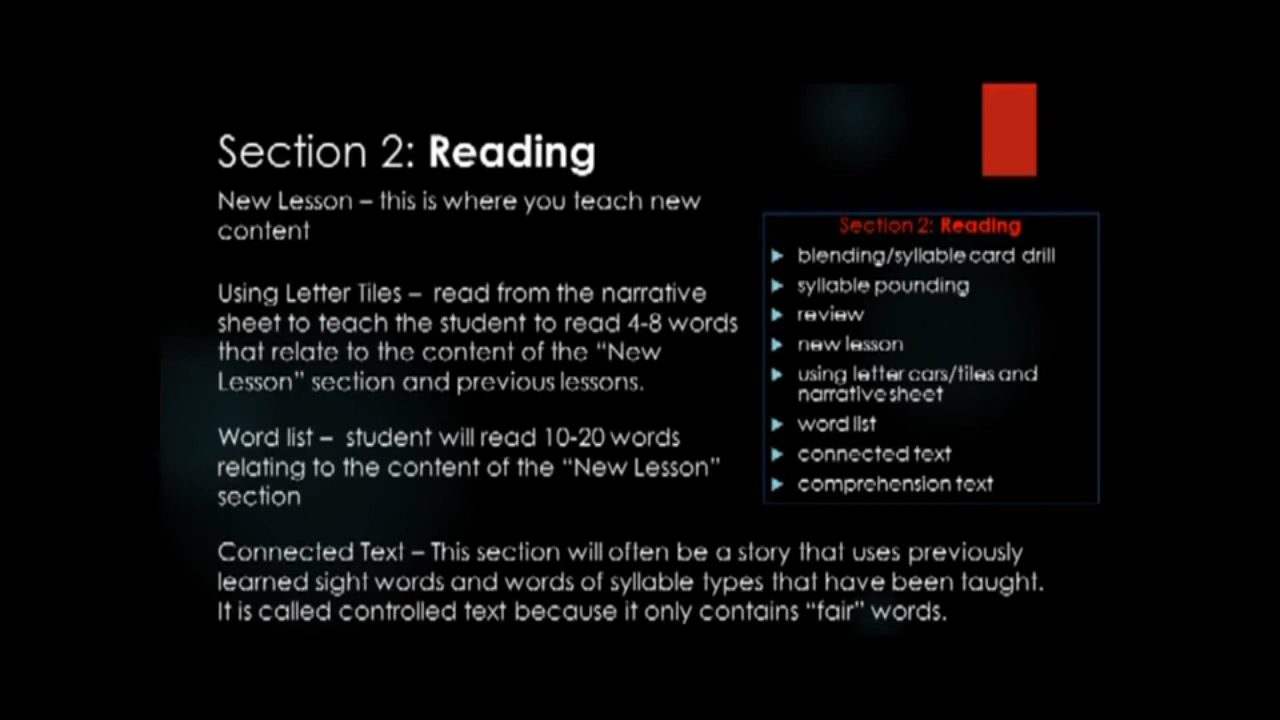 Section 2: Reading
New Lesson – this is where you teach new
content
Using Letter Tiles – read from the narrative
sheet to teach the student to read 4-8 words
that relate to the content of the “New
Lesson” section and previous lessons.
Word list – student will read 10-20 words
relating to the content of the “New Lesson”
section
Connected Text – This section will often be a story that uses previously
learned sight words and words of syllable types that have been taught.
It is called controlled text because it only contains “fair” words.
Section 2: Reading
blending/syllable card drill
syllable pounding
review
new lesson
using letter cars/tiles and
narrative sheet
word list
connected text
comprehension text